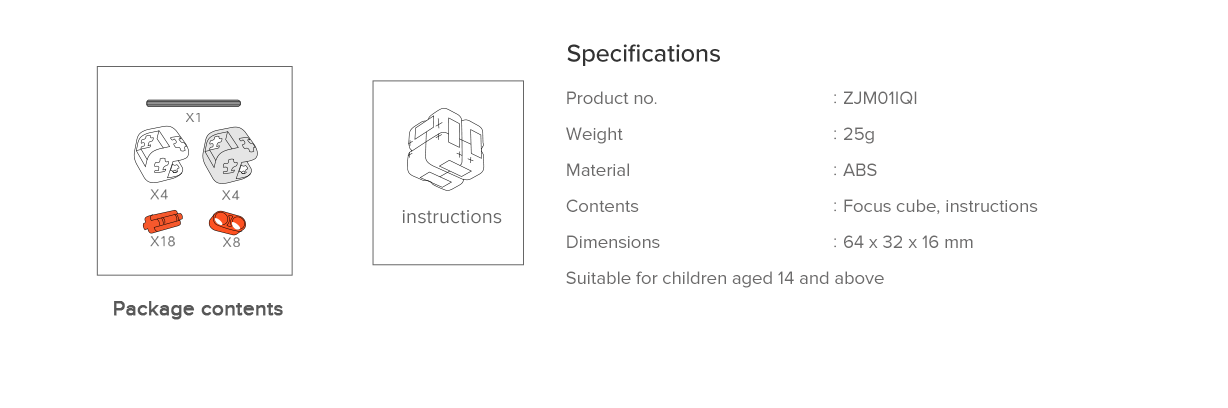 X1
X4 X4
X18 X8
Package contents
instructions
Specifications
Product no. : ZJM01IQI
Weight : 25g
Material : ABS
Contents : Focus cube, instructions
Dimensions : 64 x 32 x 16 mm
Suitable for children aged 14 and above